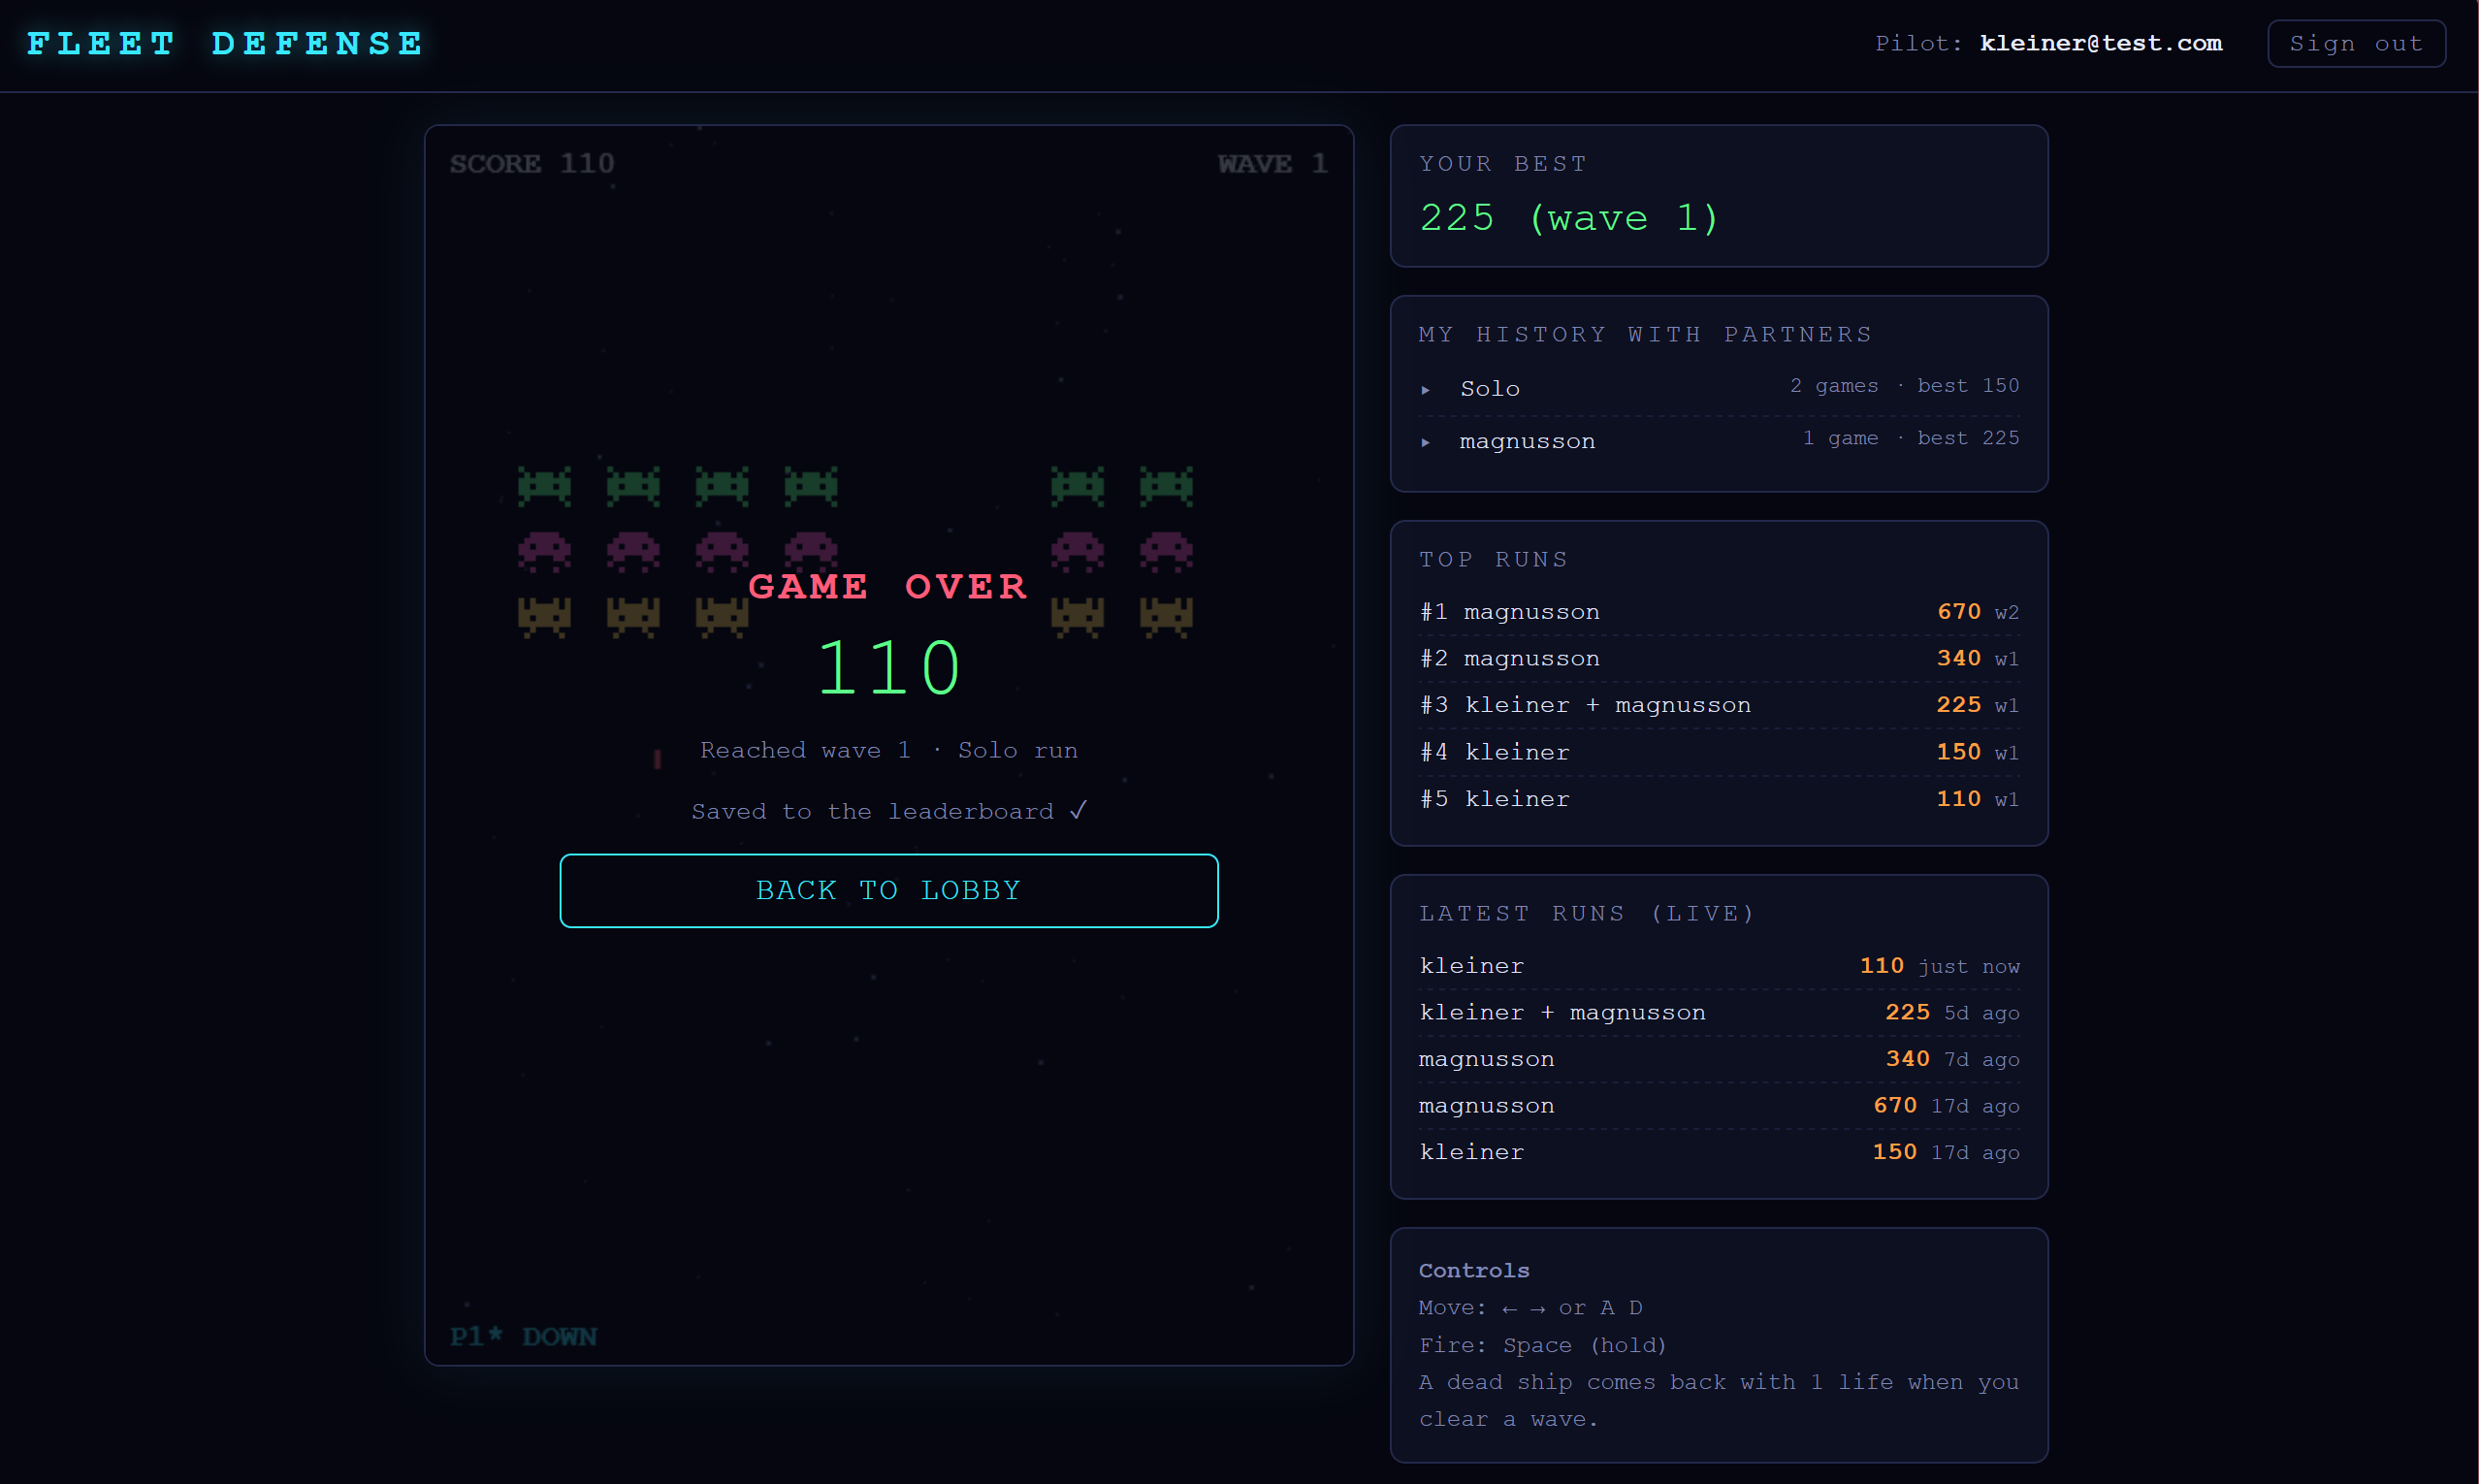 FLEET DEFENSE
Pilot: kleiner@test.com
Sign out
SCORE 110
WAVE 1
GAME OVER
110
Reached wave 1 · Solo run
Saved to the leaderboard ✓
BACK TO LOBBY
P1* DOWN
YOUR BEST
225 (wave 1)
MY HISTORY WITH PARTNERS
▸ Solo 2 games · best 150
▸ magnusson 1 game · best 225
TOP RUNS
#1 magnusson 670 w2
#2 magnusson 340 w1
#3 kleiner + magnusson 225 w1
#4 kleiner 150 w1
#5 kleiner 110 w1
LATEST RUNS (LIVE)
kleiner 110 just now
kleiner + magnusson 225 5d ago
magnusson 340 7d ago
magnusson 670 17d ago
kleiner 150 17d ago
Controls
Move: ← → or A D
Fire: Space (hold)
A dead ship comes back with 1 life when you
clear a wave.